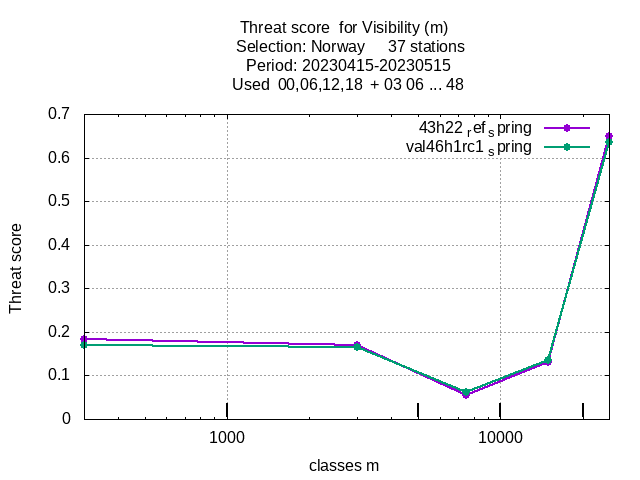 Threat score  for Visibility (m)
Selection: Norway     37 stations
Period: 20230415-20230515
Used  00,06,12,18  + 03 06 ... 48
43h22 ref spring
val46h1rc1 spring
Threat score
0.7
0.6
0.5
0.4
0.3
0.2
0.1
0
1000 10000
classes m